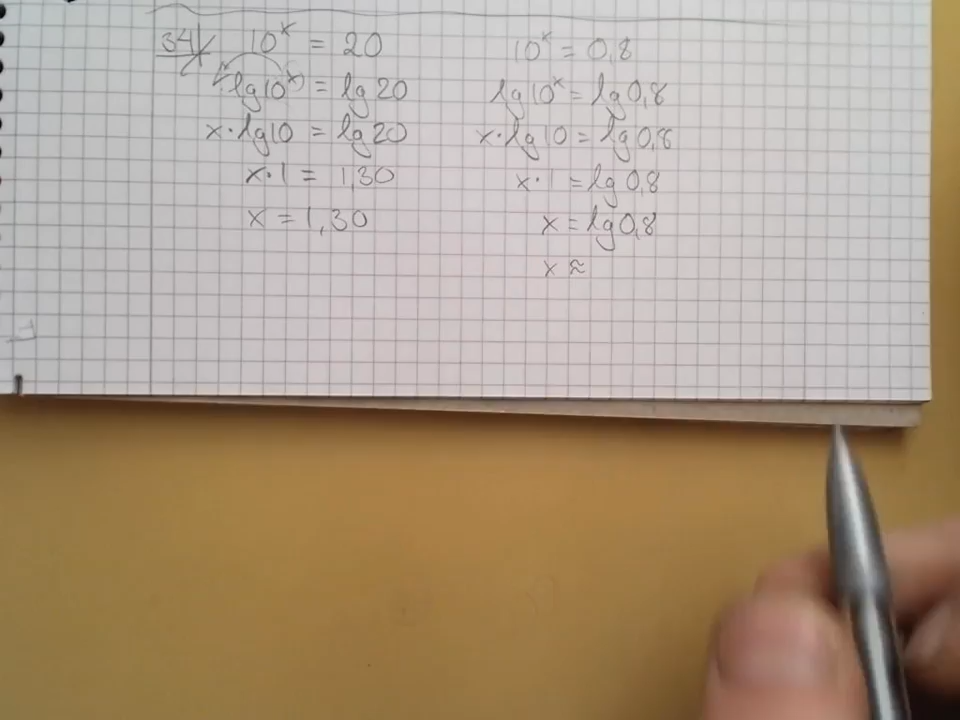 34/ 10^x = 20
lg10^x = lg20
x·lg10 = lg20
x·1 = 1,30
x = 1,30
10^x = 0,8
lg10^x = lg0,8
x·lg10 = lg0,8
x·1 = lg0,8
x = lg0,8
x ≈